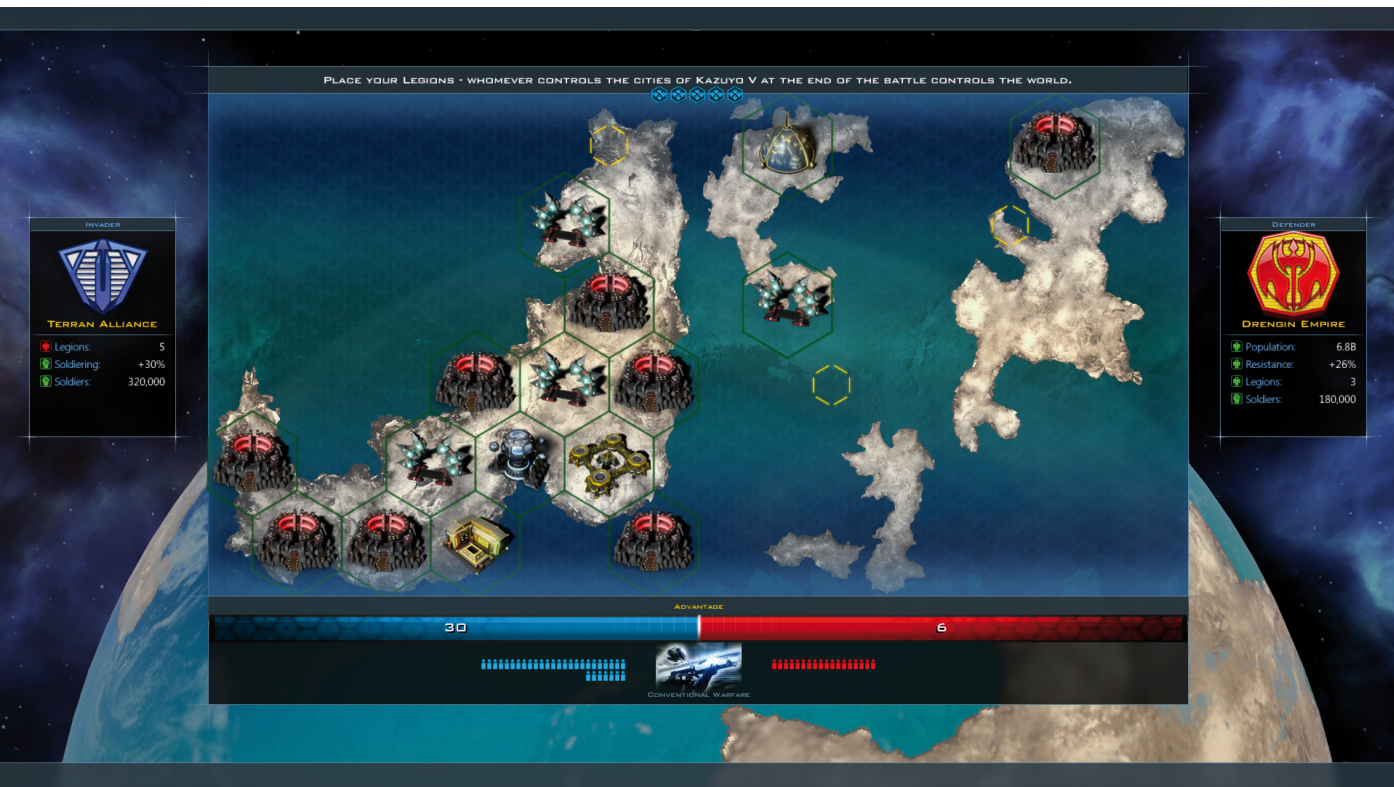 PLACE YOUR LEGIONS - WHOMEVER CONTROLS THE CITIES OF KAZUYO V AT THE END OF THE BATTLE CONTROLS THE WORLD.
INVADER
TERRAN ALLIANCE
Legions: 5
Soldiering: +30%
Soldiers: 320,000
DEFENDER
DRENGIN EMPIRE
Population: 6.8B
Resistance: +26%
Legions: 3
Soldiers: 180,000
ADVANTAGE
30 6
CONVENTIONAL WARFARE